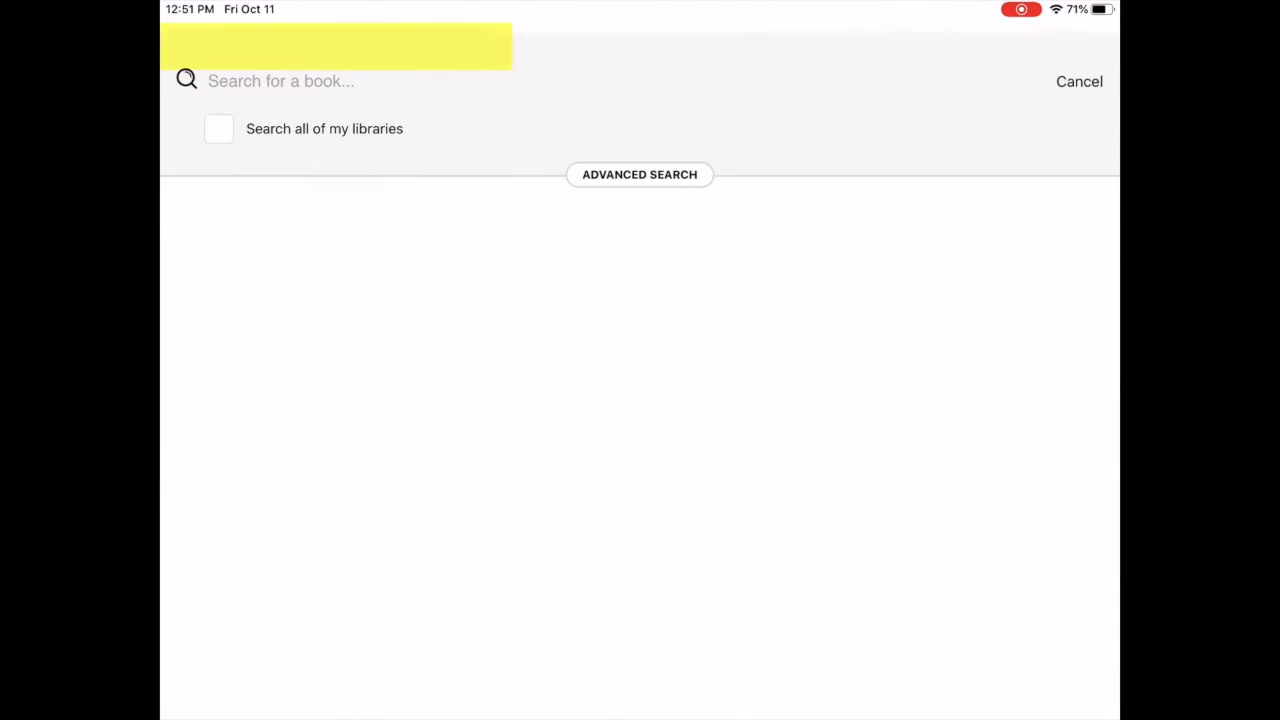 12:51 PM Fri Oct 11 71%
Search for a book... Cancel
Search all of my libraries
ADVANCED SEARCH